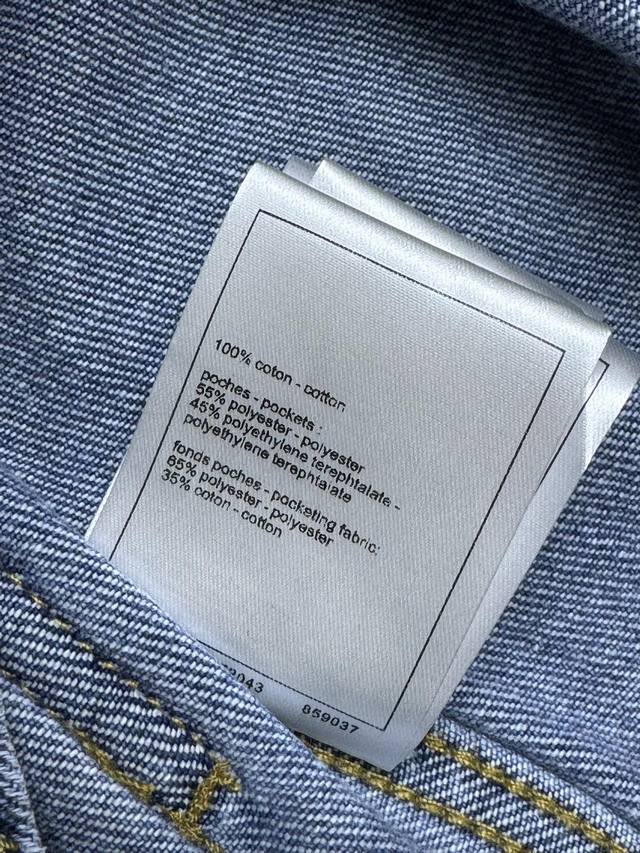 100% coton - cotton
poches - pockets :
55% polyester - polyester
45% polyethylene terephtalate -
polyethylene terephtalate
fonds poches - pocketing fabric:
65% polyester - polyester
35% coton - cotton
859037